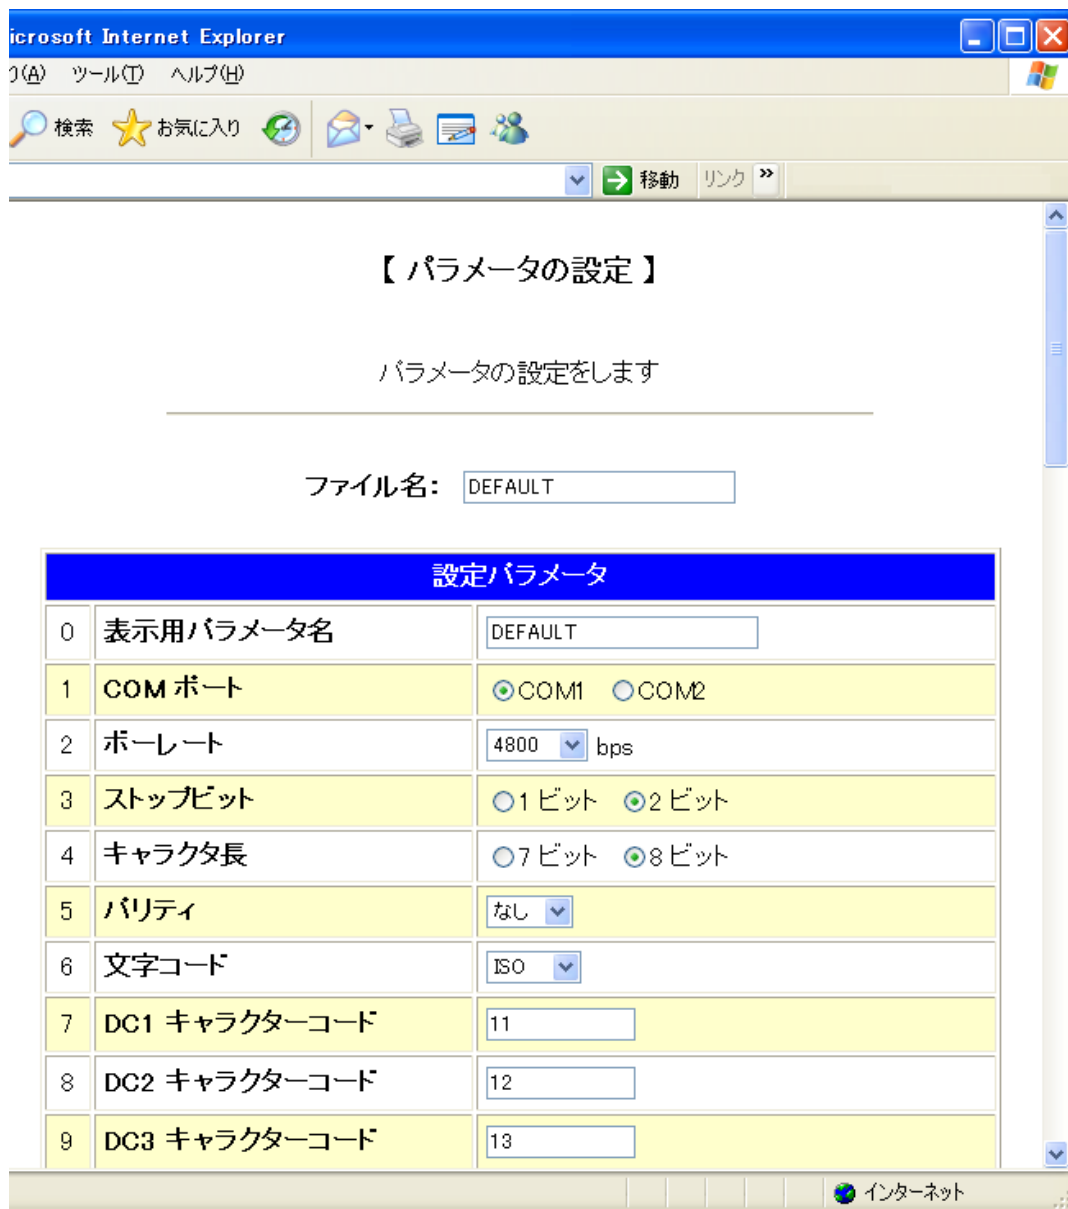 icrosoft Internet Explorer
(A) ツール(T) ヘルプ(H)
検索 お気に入り
移動 リンク »
【 パラメータの設定 】
パラメータの設定をします
ファイル名： DEFAULT
設定パラメータ
0 表示用パラメータ名 DEFAULT
1 COM ポート COM1 COM2
2 ボーレート 4800 bps
3 ストップビット 1 ビット 2 ビット
4 キャラクタ長 7 ビット 8 ビット
5 パリティ なし
6 文字コード ISO
7 DC1 キャラクターコード 11
8 DC2 キャラクターコード 12
9 DC3 キャラクターコード 13
インターネット